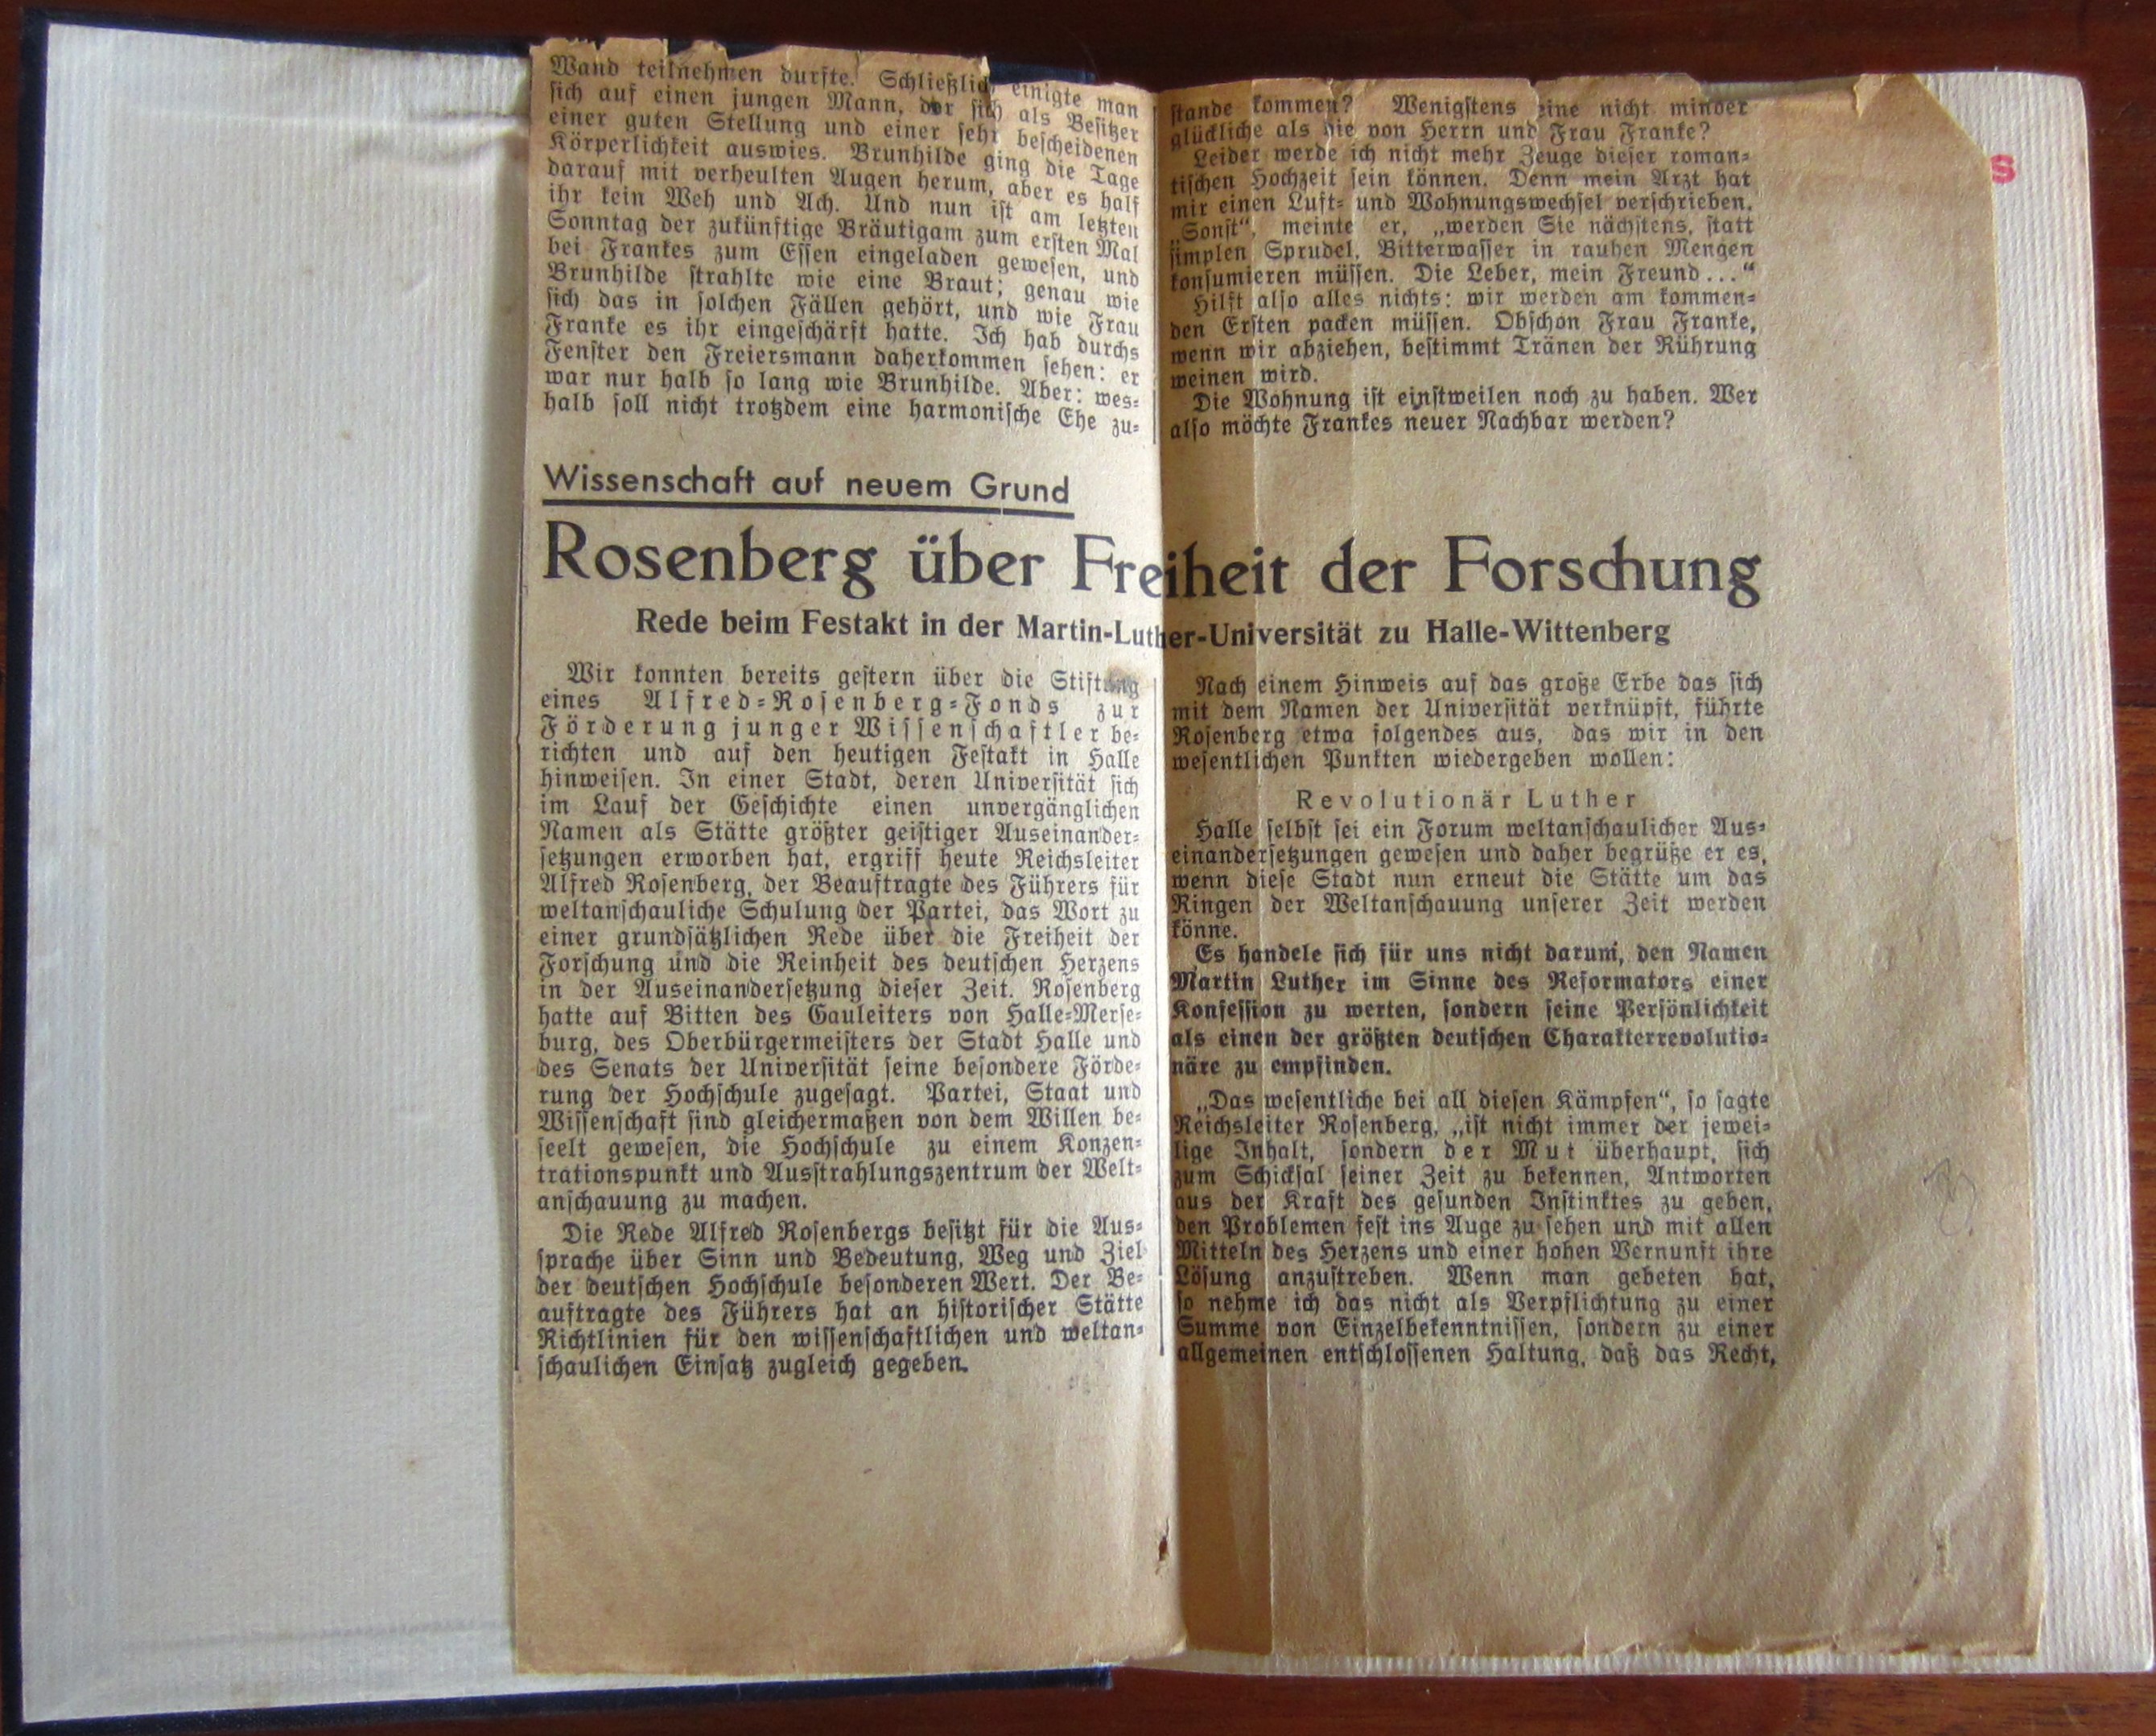 Wand teilnehmen durfte. Schließlich einigte man
sich auf einen jungen Mann, der sich als Besitzer
einer guten Stellung und einer sehr bescheidenen
Körperlichkeit auswies. Brunhilde ging die Tage
darauf mit verheulten Augen herum, aber es half
ihr kein Weh und Ach. Und nun ist am letzten
Sonntag der zukünftige Bräutigam zum ersten Mal
bei Frankes zum Essen eingeladen gewesen, und
Brunhilde strahlte wie eine Braut; genau wie
sich das in solchen Fällen gehört, und wie Frau
Franke es ihr eingeschärft hatte. Ich hab durchs
Fenster den Freiersmann daherkommen sehen: er
war nur halb so lang wie Brunhilde. Aber: wes-
halb soll nicht trotzdem eine harmonische Ehe zu-
stande kommen? Wenigstens eine nicht minder
glückliche als die von Herrn und Frau Franke?
Leider werde ich nicht mehr Zeuge dieser roman-
tischen Hochzeit sein können. Denn mein Arzt hat
mir einen Luft- und Wohnungswechsel verschrieben.
„Sonst“, meinte er, „werden Sie nächstens, statt
simplen Sprudel, Bitterwasser in rauhen Mengen
konsumieren müssen. Die Leber, mein Freund...“
Hilft also alles nichts: wir werden am kommen-
den Ersten packen müssen. Obschon Frau Franke,
wenn wir abziehen, bestimmt Tränen der Rührung
weinen wird.
Die Wohnung ist einstweilen noch zu haben. Wer
also möchte Frankes neuer Nachbar werden?
S
Wissenschaft auf neuem Grund
Rosenberg über Freiheit der Forschung
Rede beim Festakt in der Martin-Luther-Universität zu Halle-Wittenberg
Wir konnten bereits gestern über die Stiftung
eines Alfred-Rosenberg-Fonds zur
Förderung junger Wissenschaftler be-
richten und auf den heutigen Festakt in Halle
hinweisen. In einer Stadt, deren Universität sich
im Lauf der Geschichte einen unvergänglichen
Namen als Stätte größter geistiger Auseinander-
setzungen erworben hat, ergriff heute Reichsleiter
Alfred Rosenberg, der Beauftragte des Führers für
weltanschauliche Schulung der Partei, das Wort zu
einer grundsätzlichen Rede über die Freiheit der
Forschung und die Reinheit des deutschen Herzens
in der Auseinandersetzung dieser Zeit. Rosenberg
hatte auf Bitten des Gauleiters von Halle-Merse-
burg, des Oberbürgermeisters der Stadt Halle und
des Senats der Universität seine besondere Förde-
rung der Hochschule zugesagt. Partei, Staat und
Wissenschaft sind gleichermaßen von dem Willen be-
seelt gewesen, die Hochschule zu einem Konzen-
trationspunkt und Ausstrahlungszentrum der Welt-
anschauung zu machen.
Die Rede Alfred Rosenbergs besitzt für die Aus-
sprache über Sinn und Bedeutung, Weg und Ziel
der deutschen Hochschule besonderen Wert. Der Be-
auftragte des Führers hat an historischer Stätte
Richtlinien für den wissenschaftlichen und weltan-
schaulichen Einsatz zugleich gegeben.
Nach einem Hinweis auf das große Erbe das sich
mit dem Namen der Universität verknüpft, führte
Rosenberg etwa folgendes aus, das wir in den
wesentlichen Punkten wiedergeben wollen:
Revolutionär Luther
Halle selbst sei ein Forum weltanschaulicher Aus-
einandersetzungen gewesen und daher begrüße er es,
wenn diese Stadt nun erneut die Stätte um das
Ringen der Weltanschauung unserer Zeit werden
könne.
Es handele sich für uns nicht darum, den Namen
Martin Luther im Sinne des Reformators einer
Konfession zu werten, sondern seine Persönlichkeit
als einen der größten deutschen Charakterrevolutio-
näre zu empfinden.
„Das wesentliche bei all diesen Kämpfen“, so sagte
Reichsleiter Rosenberg, „ist nicht immer der jewei-
lige Inhalt, sondern der Mut überhaupt, sich
zum Schicksal seiner Zeit zu bekennen, Antworten
aus der Kraft des gesunden Instinktes zu geben,
den Problemen fest ins Auge zu sehen und mit allen
Mitteln des Herzens und einer hohen Vernunft ihre
Lösung anzustreben. Wenn man gebeten hat,
so nehme ich das nicht als Verpflichtung zu einer
Summe von Einzelbekenntnissen, sondern zu einer
allgemeinen entschlossenen Haltung, daß das Recht,